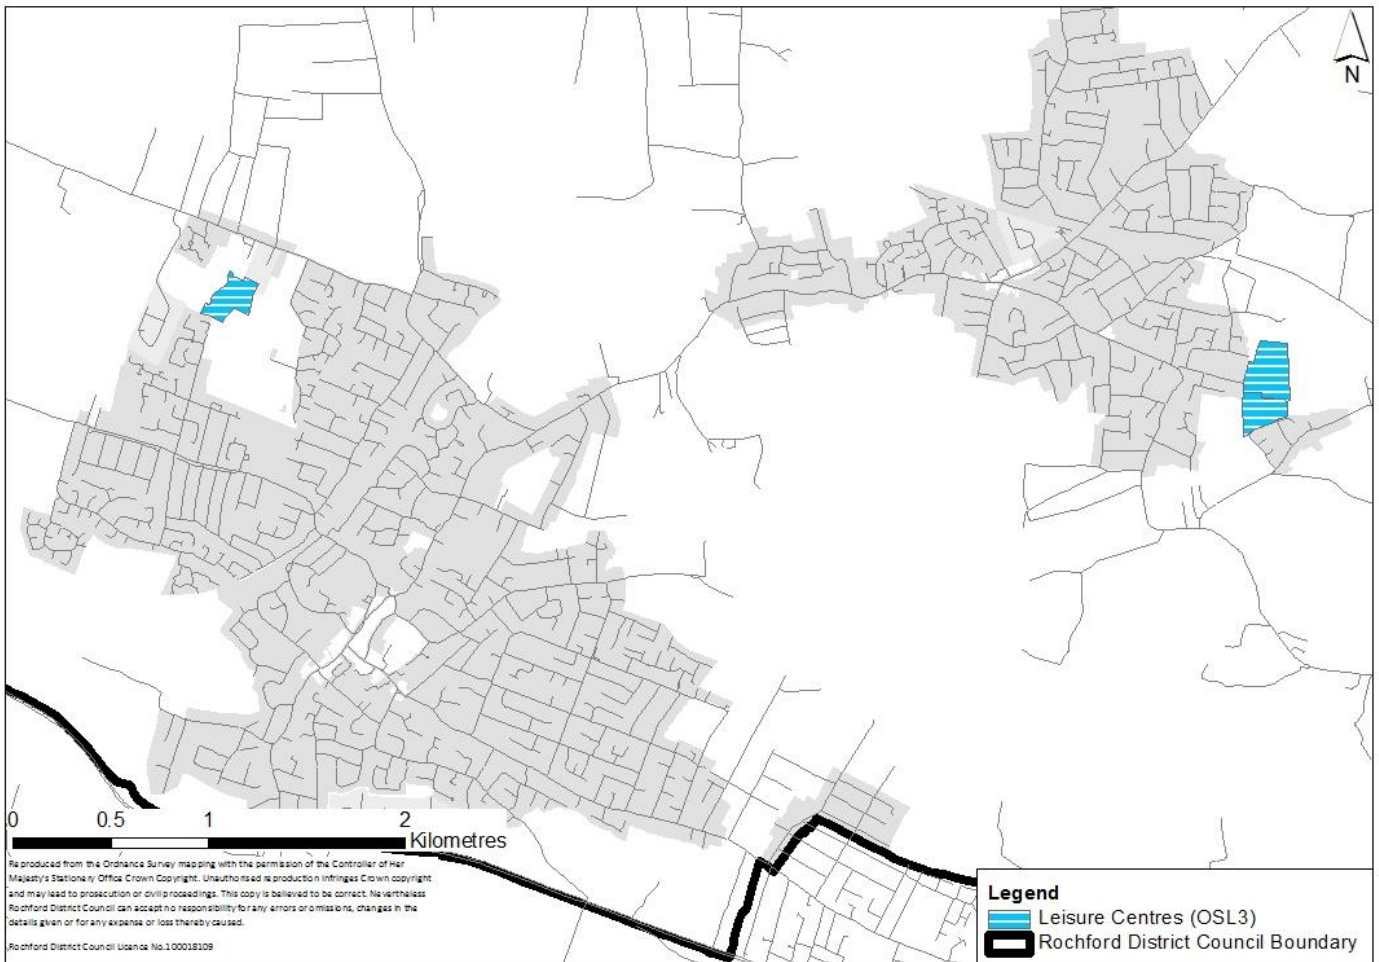 N
0 0.5 1 2
Kilometres
Reproduced from the Ordnance Survey mapping with the permission of the Controller of Her
Majesty's Stationery Office Crown Copyright. Unauthorised reproduction infringes Crown copyright
and may lead to prosecution or civil proceedings. This copy is believed to be correct. Nevertheless
Rochford District Council can accept no responsibility for any errors or omissions, changes in the
details given or for any expense or loss thereby caused.
Rochford District Council Licence No.100018109
Legend
Leisure Centres (OSL3)
Rochford District Council Boundary